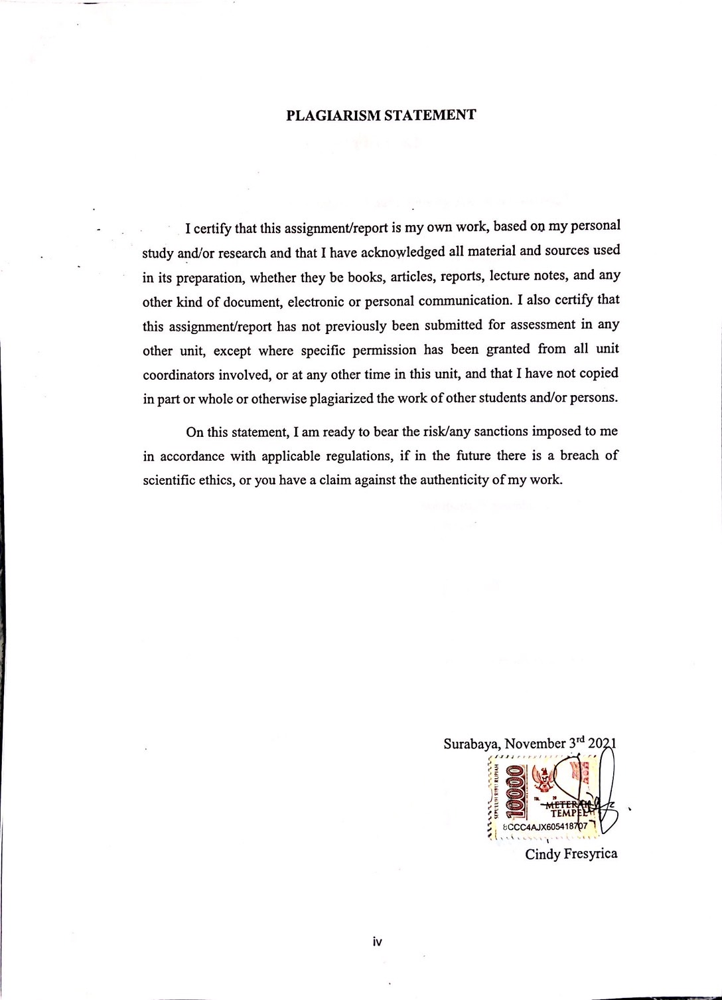 PLAGIARISM STATEMENT
I certify that this assignment/report is my own work, based on my personal
study and/or research and that I have acknowledged all material and sources used
in its preparation, whether they be books, articles, reports, lecture notes, and any
other kind of document, electronic or personal communication. I also certify that
this assignment/report has not previously been submitted for assessment in any
other unit, except where specific permission has been granted from all unit
coordinators involved, or at any other time in this unit, and that I have not copied
in part or whole or otherwise plagiarized the work of other students and/or persons.
On this statement, I am ready to bear the risk/any sanctions imposed to me
in accordance with applicable regulations, if in the future there is a breach of
scientific ethics, or you have a claim against the authenticity of my work.
Surabaya, November 3rd 2021
SEPULUH RIBU RUPIAH
10000
TGL. 20
METERAI
TEMPEL
8CCC4AJX605418707
Cindy Fresyrica
iv